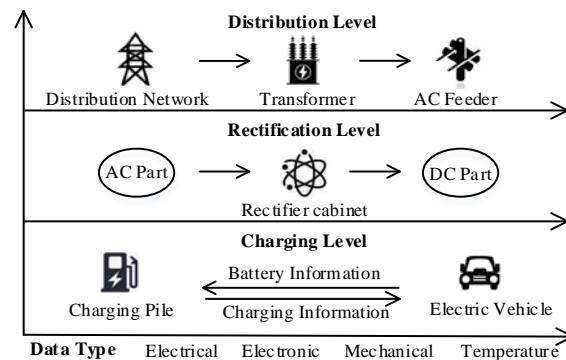 Distribution Level
Distribution Network Transformer AC Feeder
Rectification Level
AC Part DC Part
Rectifier cabinet
Charging Level
Battery Information
Charging Pile Charging Information Electric Vehicle
Data Type Electrical Electronic Mechanical Temperature